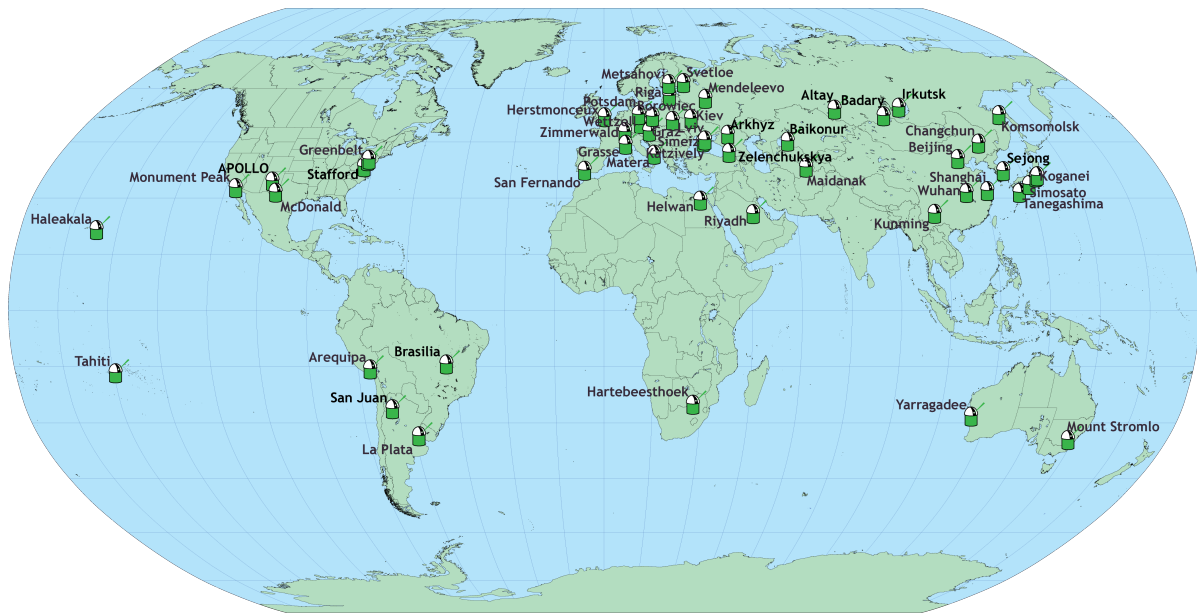 Metsahovi
Svetloe
Riga
Mendeleevo
Potsdam
Borowiec
Herstmonceux
Altay
Badary
Irkutsk
Wettzell
Kiev
Lviv
Zimmerwald
Graz
Arkhyz
Baikonur
Komsomolsk
Changchun
Simeiz
Beijing
Greenbelt
Grasse
Katzively
Zelenchukskya
Sejong
Matera
APOLLO
Stafford
Monument Peak
San Fernando
Maidanak
Shanghai
Koganei
Wuhan
Simosato
McDonald
Helwan
Tanegashima
Haleakala
Riyadh
Kunming
Brasilia
Arequipa
Tahiti
Hartebeesthoek
San Juan
Yarragadee
Mount Stromlo
La Plata